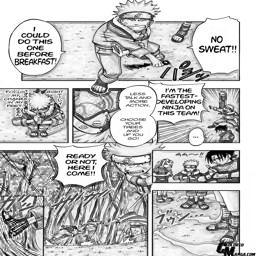 I
COULD
DO THIS
ONE
BEFORE
BREAKFAST!
NO
SWEAT!!
LESS
TALK AND
MORE
ACTION.
CHOOSE
YOUR
TREES
AND
UP YOU
GO!
I'M THE
FASTEST-
DEVELOPING
NINJA ON
THIS TEAM!
...
READY
OR NOT,
HERE I
COME!!